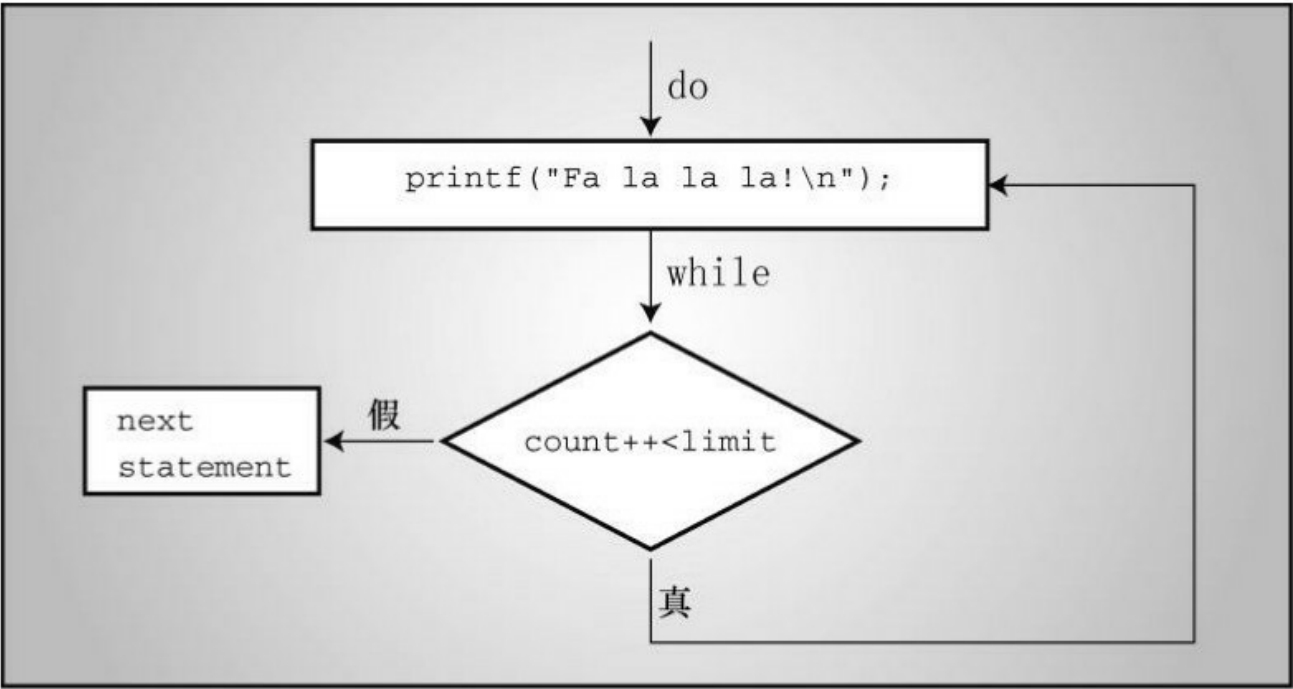 do
printf("Fa la la la!\n");
while
假
next
statement
count++<limit
真